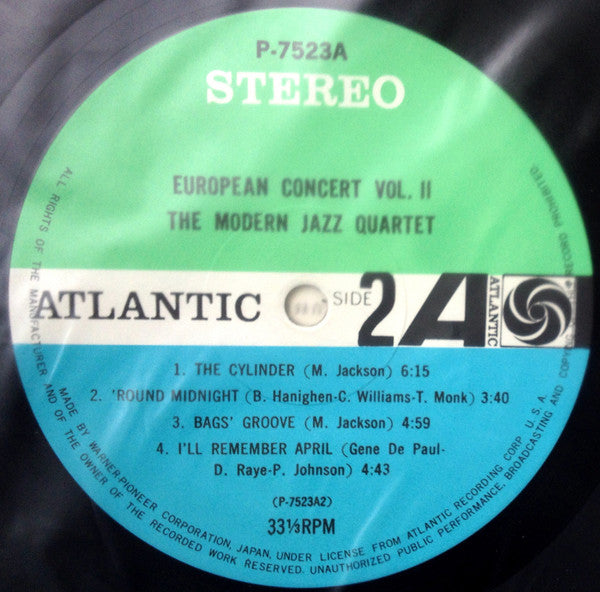 P-7523A
STEREO
EUROPEAN CONCERT VOL. II
THE MODERN JAZZ QUARTET
ATLANTIC
SIDE 2
A
ATLANTIC
1. THE CYLINDER (M. Jackson) 6:15
2. 'ROUND MIDNIGHT (B. Hanighen-C. Williams-T. Monk) 3:40
3. BAGS' GROOVE (M. Jackson) 4:59
4. I'LL REMEMBER APRIL (Gene De Paul-
D. Raye-P. Johnson) 4:43
(P-7523A2)
33⅓RPM
MADE BY WARNER-PIONEER CORPORATION, JAPAN, UNDER LICENSE FROM ATLANTIC RECORDING CORP. U.S.A.
ALL RIGHTS OF THE MANUFACTURER AND OF THE OWNER OF THE RECORDED WORK RESERVED. UNAUTHORIZED PUBLIC PERFORMANCE, BROADCASTING AND COPYING RECORD PROHIBITED.